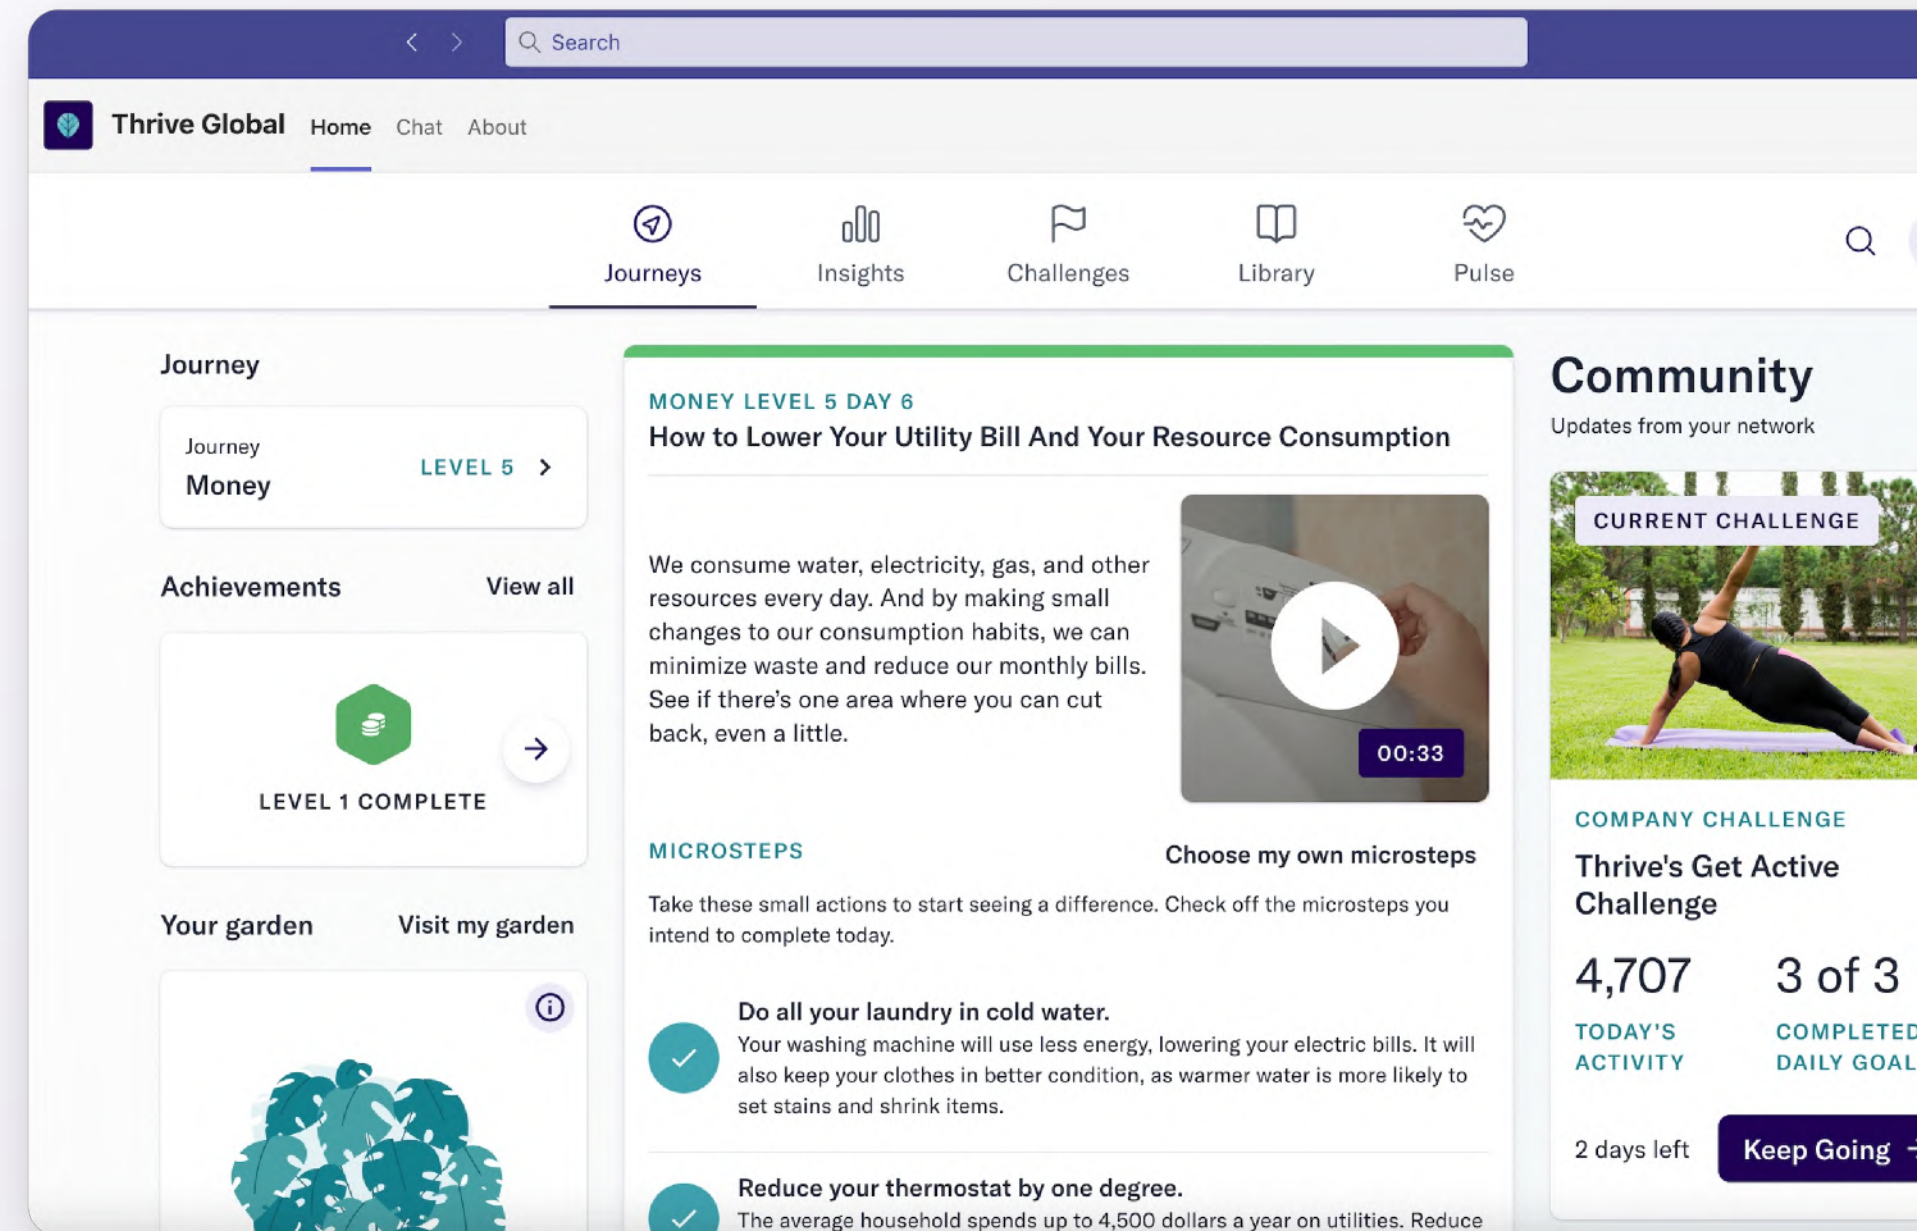 Search
Thrive Global Home Chat About
Journeys Insights Challenges Library Pulse
Journey
Journey
Money
LEVEL 5
Achievements View all
LEVEL 1 COMPLETE
Your garden Visit my garden
MONEY LEVEL 5 DAY 6
How to Lower Your Utility Bill And Your Resource Consumption
We consume water, electricity, gas, and other
resources every day. And by making small
changes to our consumption habits, we can
minimize waste and reduce our monthly bills.
See if there's one area where you can cut
back, even a little.
00:33
MICROSTEPS Choose my own microsteps
Take these small actions to start seeing a difference. Check off the microsteps you
intend to complete today.
Do all your laundry in cold water.
Your washing machine will use less energy, lowering your electric bills. It will
also keep your clothes in better condition, as warmer water is more likely to
set stains and shrink items.
Reduce your thermostat by one degree.
The average household spends up to 4,500 dollars a year on utilities. Reduce
Community
Updates from your network
CURRENT CHALLENGE
COMPANY CHALLENGE
Thrive's Get Active
Challenge
4,707 3 of 3
TODAY'S
ACTIVITY
COMPLETED
DAILY GOAL
2 days left Keep Going